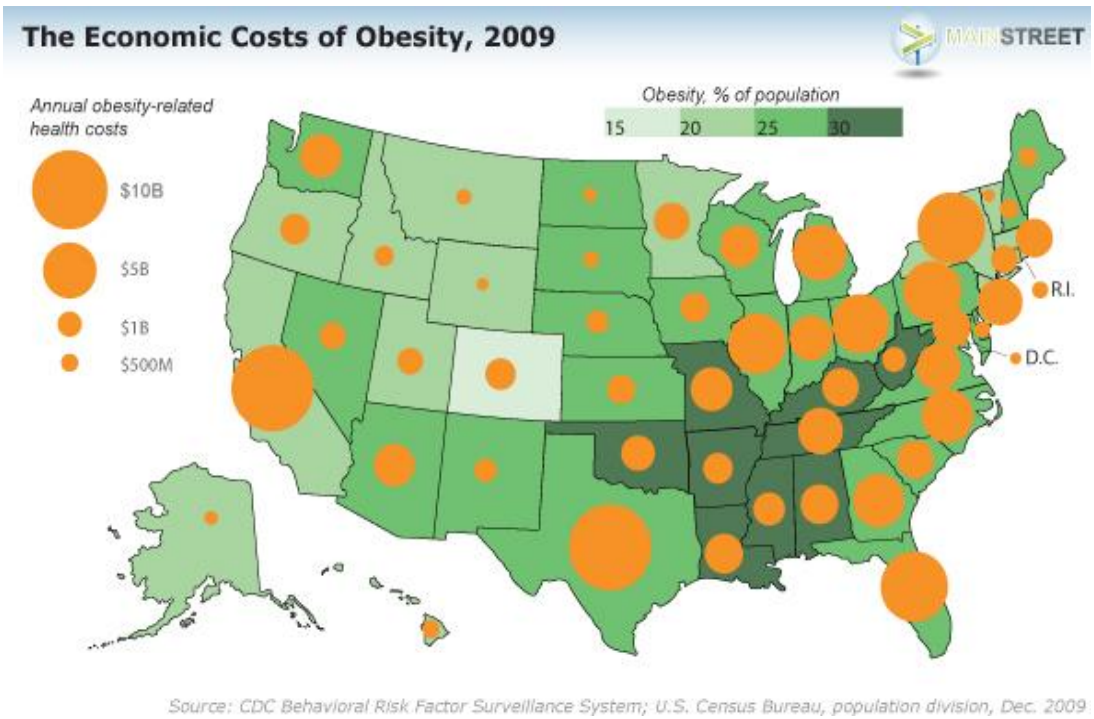 The Economic Costs of Obesity, 2009
MAINSTREET
Annual obesity-related
health costs
$10B
$5B
$1B
$500M
Obesity, % of population
15 20 25 30
R.I.
D.C.
Source: CDC Behavioral Risk Factor Surveillance System; U.S. Census Bureau, population division, Dec. 2009